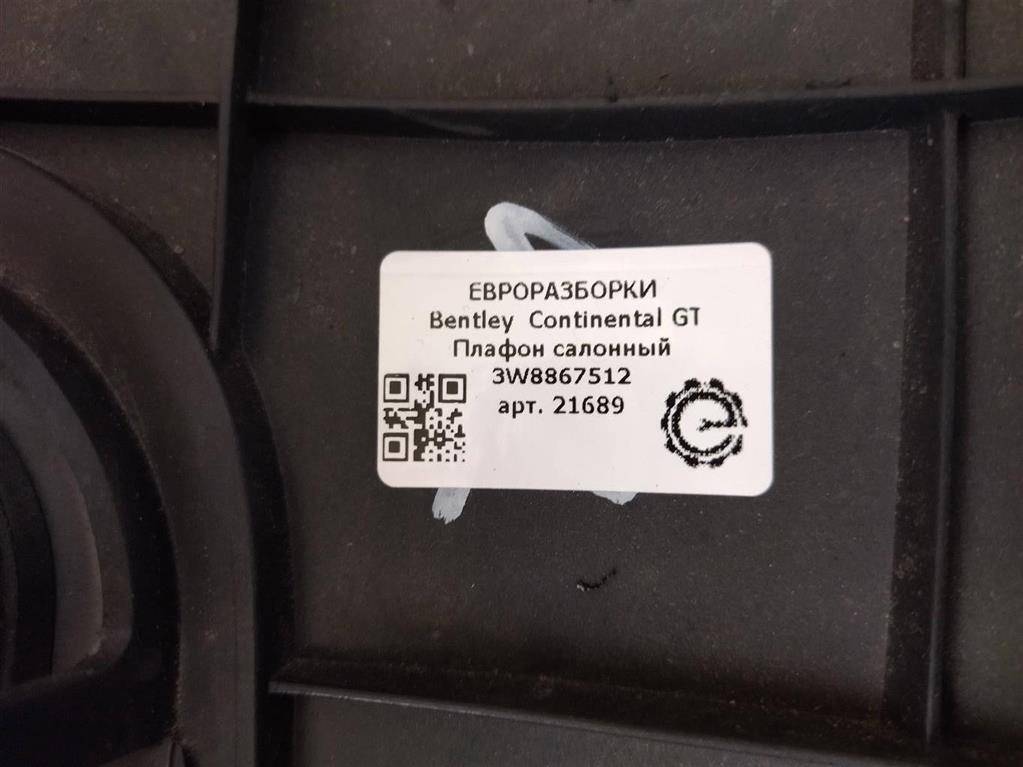 ЕВРОРАЗБОРКИ
Bentley Continental GT
Плафон салонный
3W8867512
арт. 21689